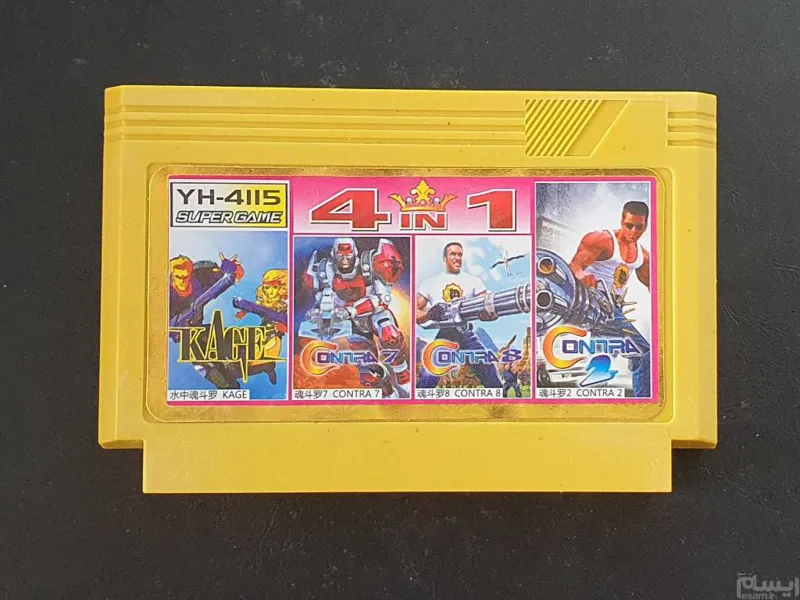 YH-4115
SUPER GAME
4 IN 1
KAGE
CONTRA 7
CONTRA 8
CONTRA 2
水中魂斗罗 KAGE
魂斗罗7 CONTRA 7
魂斗罗8 CONTRA 8
魂斗罗2 CONTRA 2
ایسام
esam.ir